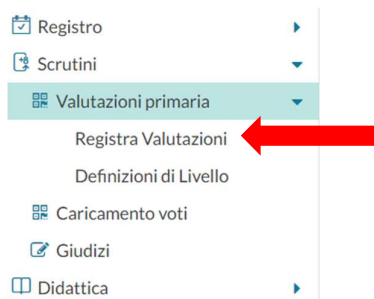 Registro
Scrutini
Valutazioni primaria
Registra Valutazioni
Definizioni di Livello
Caricamento voti
Giudizi
Didattica